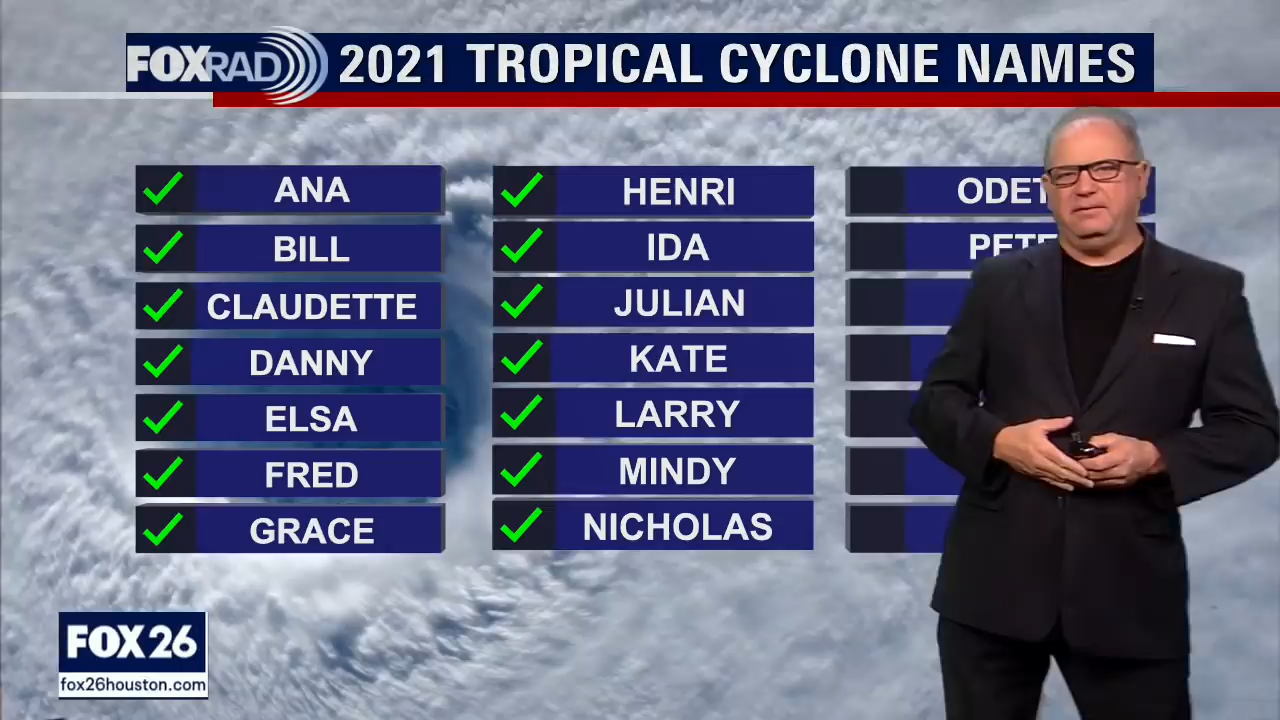 FOXRAD 2021 TROPICAL CYCLONE NAMES
ANA
BILL
CLAUDETTE
DANNY
ELSA
FRED
GRACE
HENRI
IDA
JULIAN
KATE
LARRY
MINDY
NICHOLAS
FOX 26
fox26houston.com